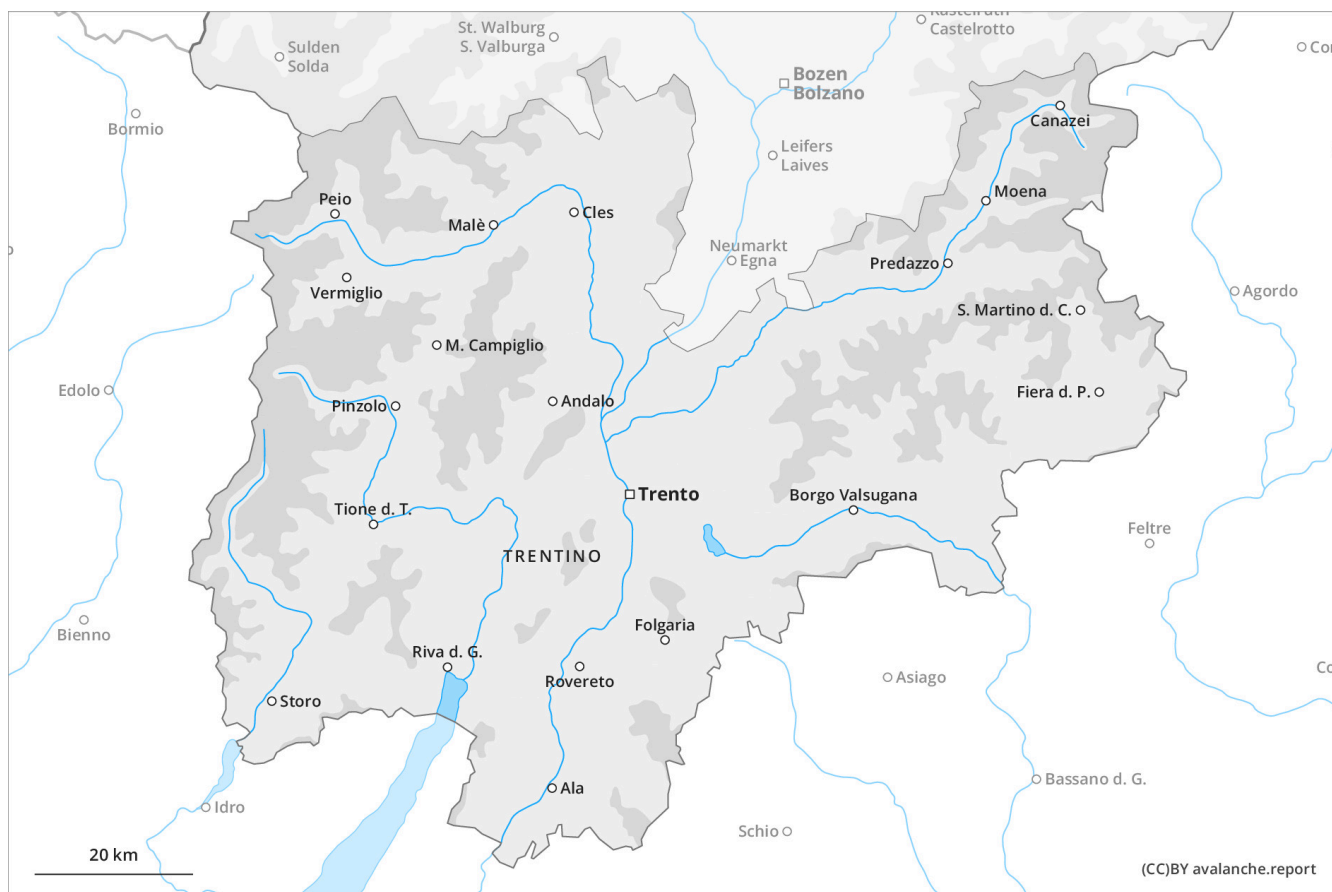 Kastelruth
Castelrotto
St. Walburg
S. Valburga
Sulden
Solda
Bozen
Bolzano
Bormio
Canazei
Leifers
Laives
Moena
Peio
Malè
Cles
Neumarkt
Egna
Predazzo
Vermiglio
Agordo
S. Martino d. C.
M. Campiglio
Edolo
Pinzolo
Andalo
Fiera d. P.
Trento
Borgo Valsugana
Tione d. T.
Feltre
TRENTINO
Bienno
Folgaria
Riva d. G.
Rovereto
Asiago
Storo
Bassano d. G.
Ala
Idro
Schio
20 km
(CC)BY avalanche.report